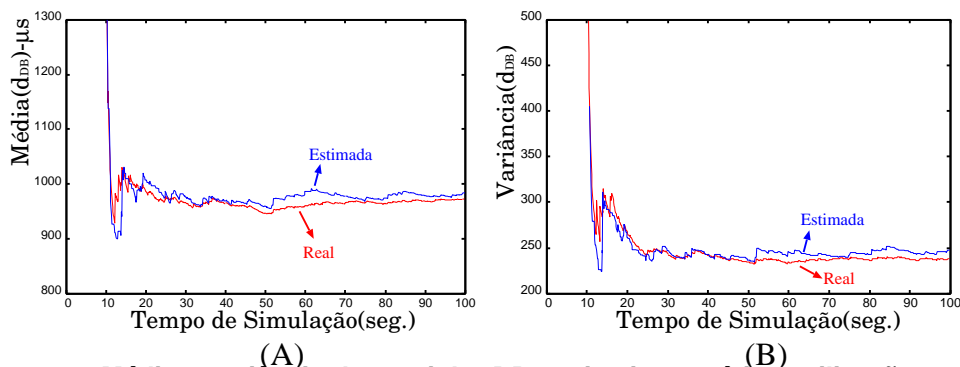 1300
1200
1100
1000
900
800
Média(d_DB)-µs
Estimada
Real
0 10 20 30 40 50 60 70 80 90 100
Tempo de Simulação(seg.)
(A)
500
450
400
350
300
250
200
Variância(d_DB)
Estimada
Real
0 10 20 30 40 50 60 70 80 90 100
Tempo de Simulação(seg.)
(B)